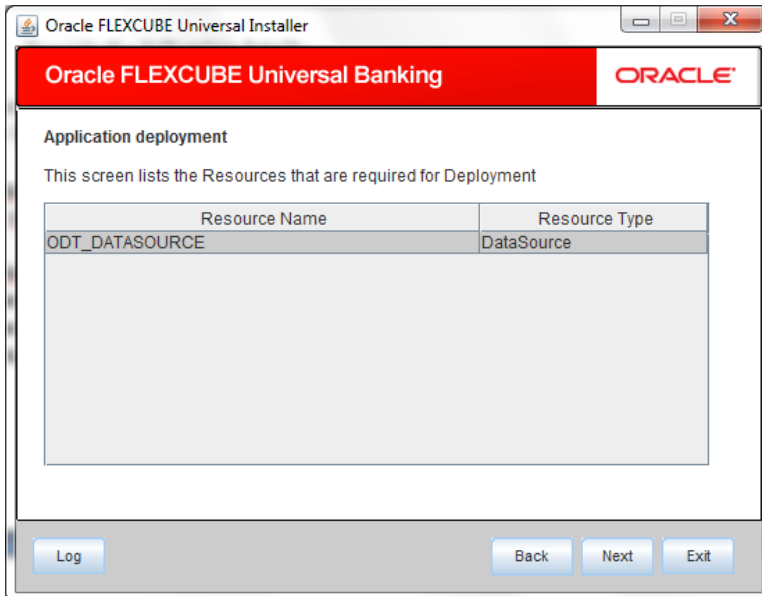 Oracle FLEXCUBE Universal Installer
Oracle FLEXCUBE Universal Banking
ORACLE
Application deployment
This screen lists the Resources that are required for Deployment
Resource Name Resource Type
ODT_DATASOURCE DataSource
Log Back Next Exit